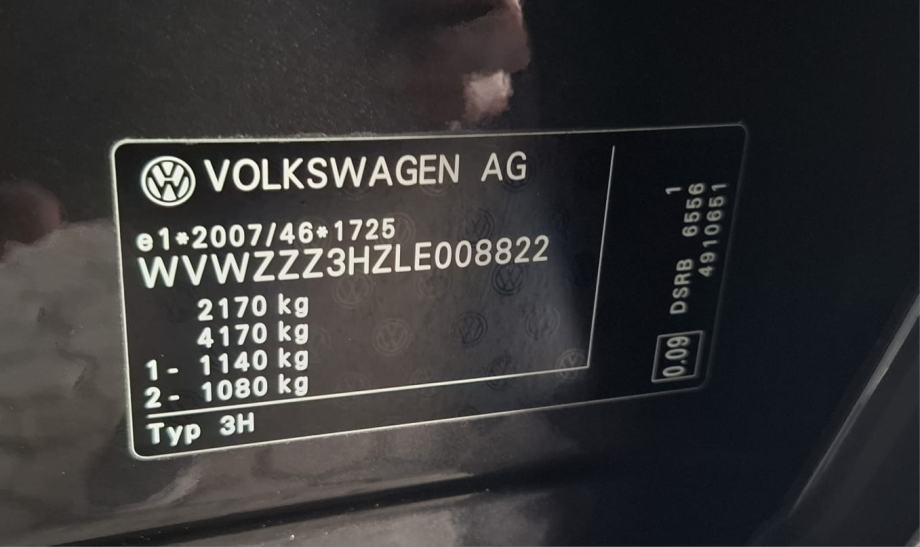 VOLKSWAGEN AG
e1*2007/46*1725
WVWZZZ3HZLE008822
2170 kg
4170 kg
1- 1140 kg
2- 1080 kg
Typ 3H
0.09 DSRB 6556 1
4910651